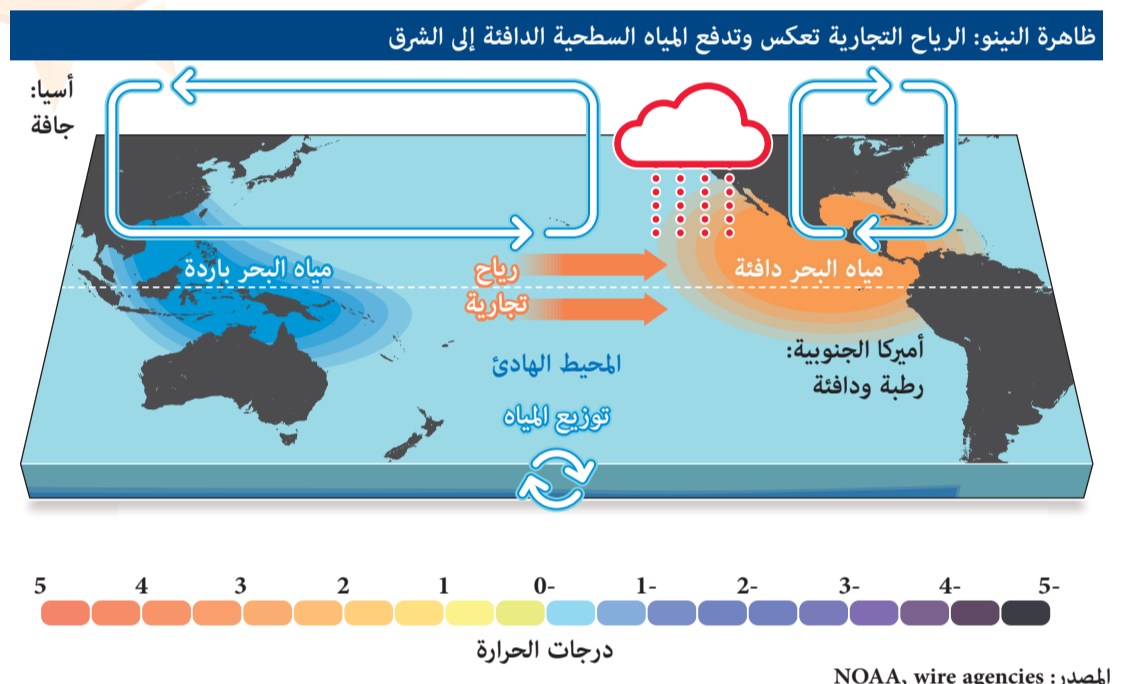 ظاهرة النينو: الرياح التجارية تعكس وتدفع المياه السطحية الدافئة إلى الشرق
أسيا:
جافة
مياه البحر دافئة
رياح
تجارية
مياه البحر باردة
أميركا الجنوبية:
رطبة ودافئة
المحيط الهادئ
توزيع المياه
5 4 3 2 1 0- 1- 2- 3- 4- 5-
درجات الحرارة
المصدر: NOAA, wire agencies